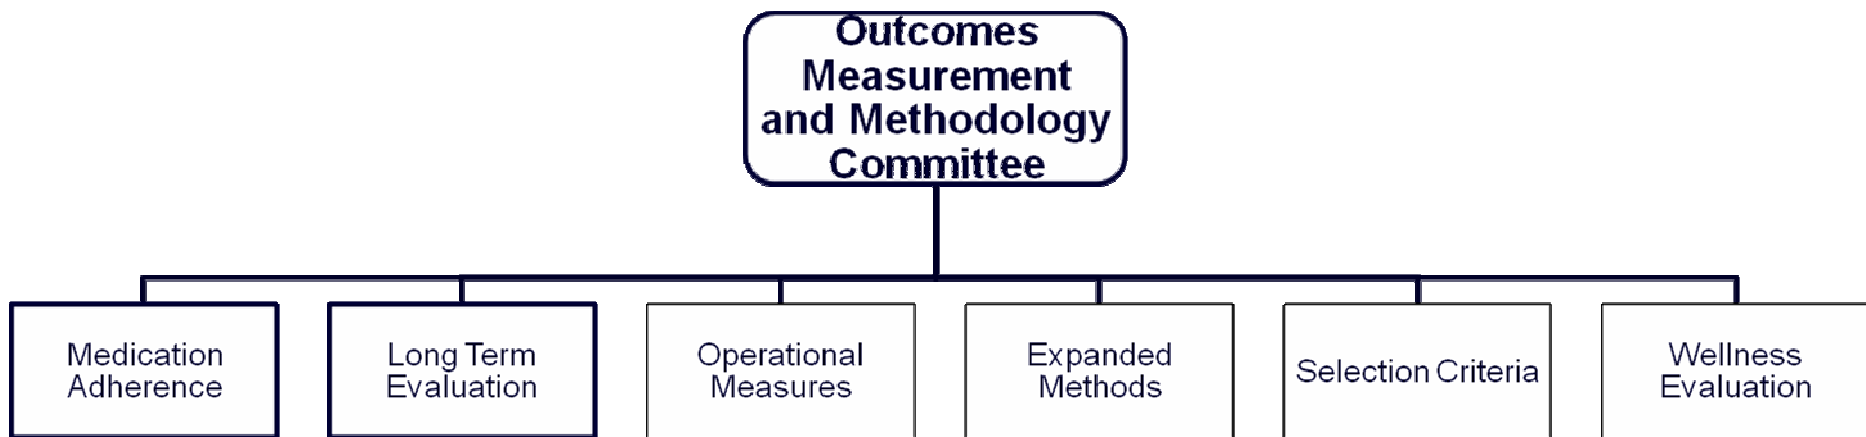 Outcomes
Measurement
and Methodology
Committee
Medication
Adherence
Long Term
Evaluation
Operational
Measures
Expanded
Methods
Selection Criteria
Wellness
Evaluation